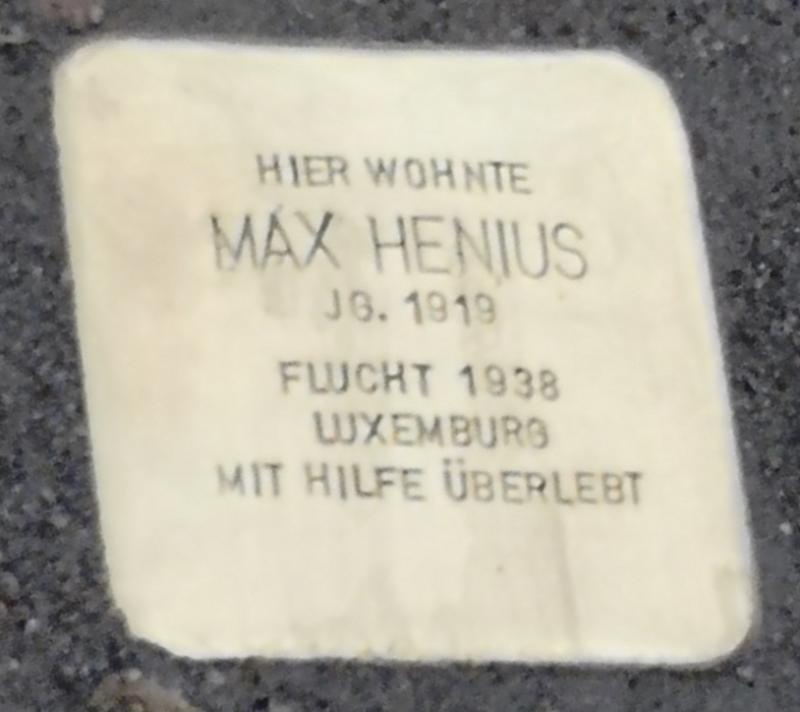 HIER WOHNTE
MAX HENIUS
JG. 1919
FLUCHT 1938
LUXEMBURG
MIT HILFE ÜBERLEBT